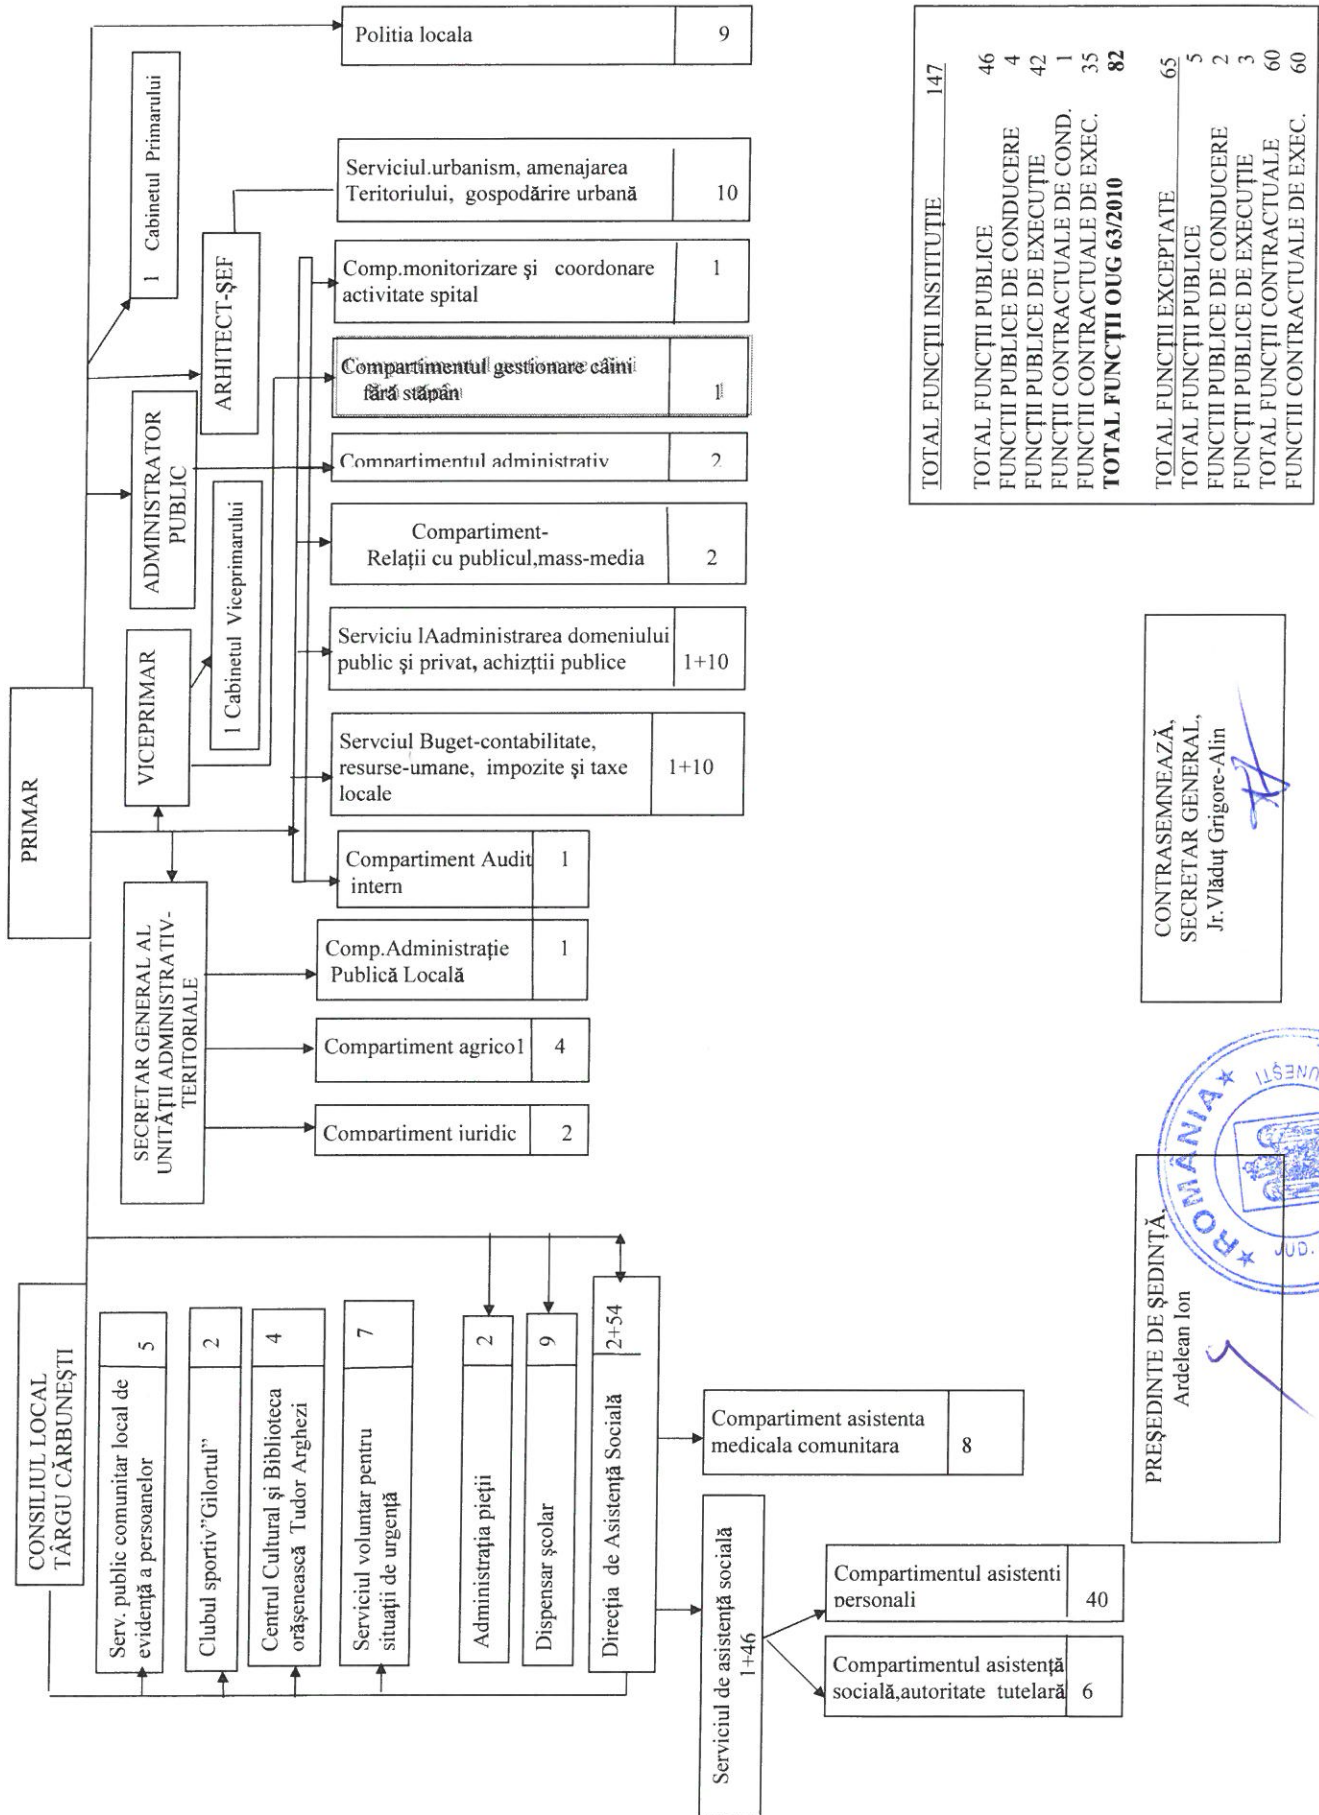 CONSILIUL LOCAL
TÂRGU CĂRBUNEŞTI
PRIMAR
SECRETAR GENERAL AL
UNITĂŢII ADMINISTRATIV-
TERITORIALE
VICEPRIMAR
1 Cabinetul Viceprimarului
ADMINISTRATOR
PUBLIC
ARHITECT-ŞEF
1 Cabinetul Primarului
Serv. public comunitar local de
evidenţă a persoanelor
5
Clubul sportiv”Gilortul”
2
Centrul Cultural şi Biblioteca
orăşenească Tudor Arghezi
4
Serviciul voluntar pentru
situaţii de urgenţă
7
Administraţia pieţii
2
Dispensar şcolar
9
Direcţia de Asistenţă Socială
2+54
Serviciul de asistenţă socială
1+46
Compartiment asistenta
medicala comunitara
8
Compartimentul asistenti
personali
40
Compartimentul asistenţă
socială,autoritate tutelară
6
Compartiment juridic
2
Compartiment agricol
4
Comp.Administraţie
Publică Locală
1
Compartiment Audit
intern
1
Servciul Buget-contabilitate,
resurse-umane, impozite şi taxe
locale
1+10
Serviciu lAadministrarea domeniului
public şi privat, achizţtii publice
1+10
Compartiment-
Relaţii cu publicul,mass-media
2
Compartimentul administrativ
2
Compartimentul gestionare câini
fără stăpân
1
Comp.monitorizare şi coordonare
activitate spital
1
Serviciul.urbanism, amenajarea
Teritoriului, gospodărire urbană
10
Politia locala
9
PREŞEDINTE DE ŞEDINŢĂ,
Ardelean Ion
★ROMÂNIA★
JUD.
CONTRASEMNEAZĂ,
SECRETAR GENERAL,
Jr.Vlăduţ Grigore-Alin
TOTAL FUNCŢII INSTITUŢIE 147
TOTAL FUNCŢII PUBLICE 46
FUNCTII PUBLICE DE CONDUCERE 4
FUNCŢII PUBLICE DE EXECUŢIE 42
FUNCŢII CONTRACTUALE DE COND. 1
FUNCTII CONTRACTUALE DE EXEC. 35
TOTAL FUNCŢII OUG 63/2010 82
TOTAL FUNCŢII EXCEPTATE 65
TOTAL FUNCŢII PUBLICE 5
FUNCTII PUBLICE DE CONDUCERE 2
FUNCŢII PUBLICE DE EXECUŢIE 3
TOTAL FUNCŢII CONTRACTUALE 60
FUNCTII CONTRACTUALE DE EXEC. 60